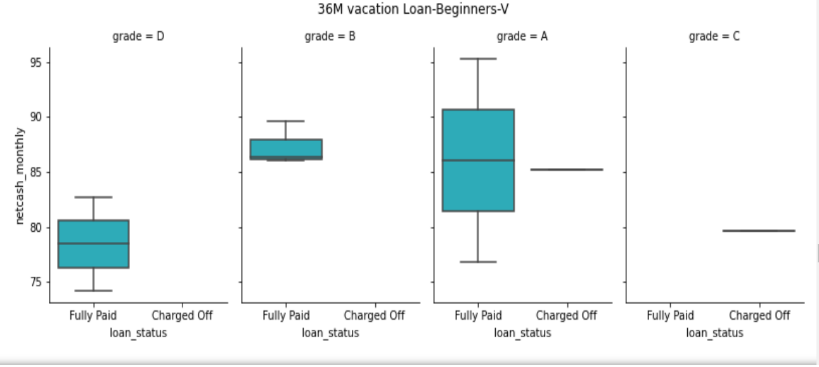 36M vacation Loan-Beginners-V
grade = D
grade = B
grade = A
grade = C
netcash_monthly
95
90
85
80
75
Fully Paid Charged Off
loan_status
Fully Paid Charged Off
loan_status
Fully Paid Charged Off
loan_status
Fully Paid Charged Off
loan_status